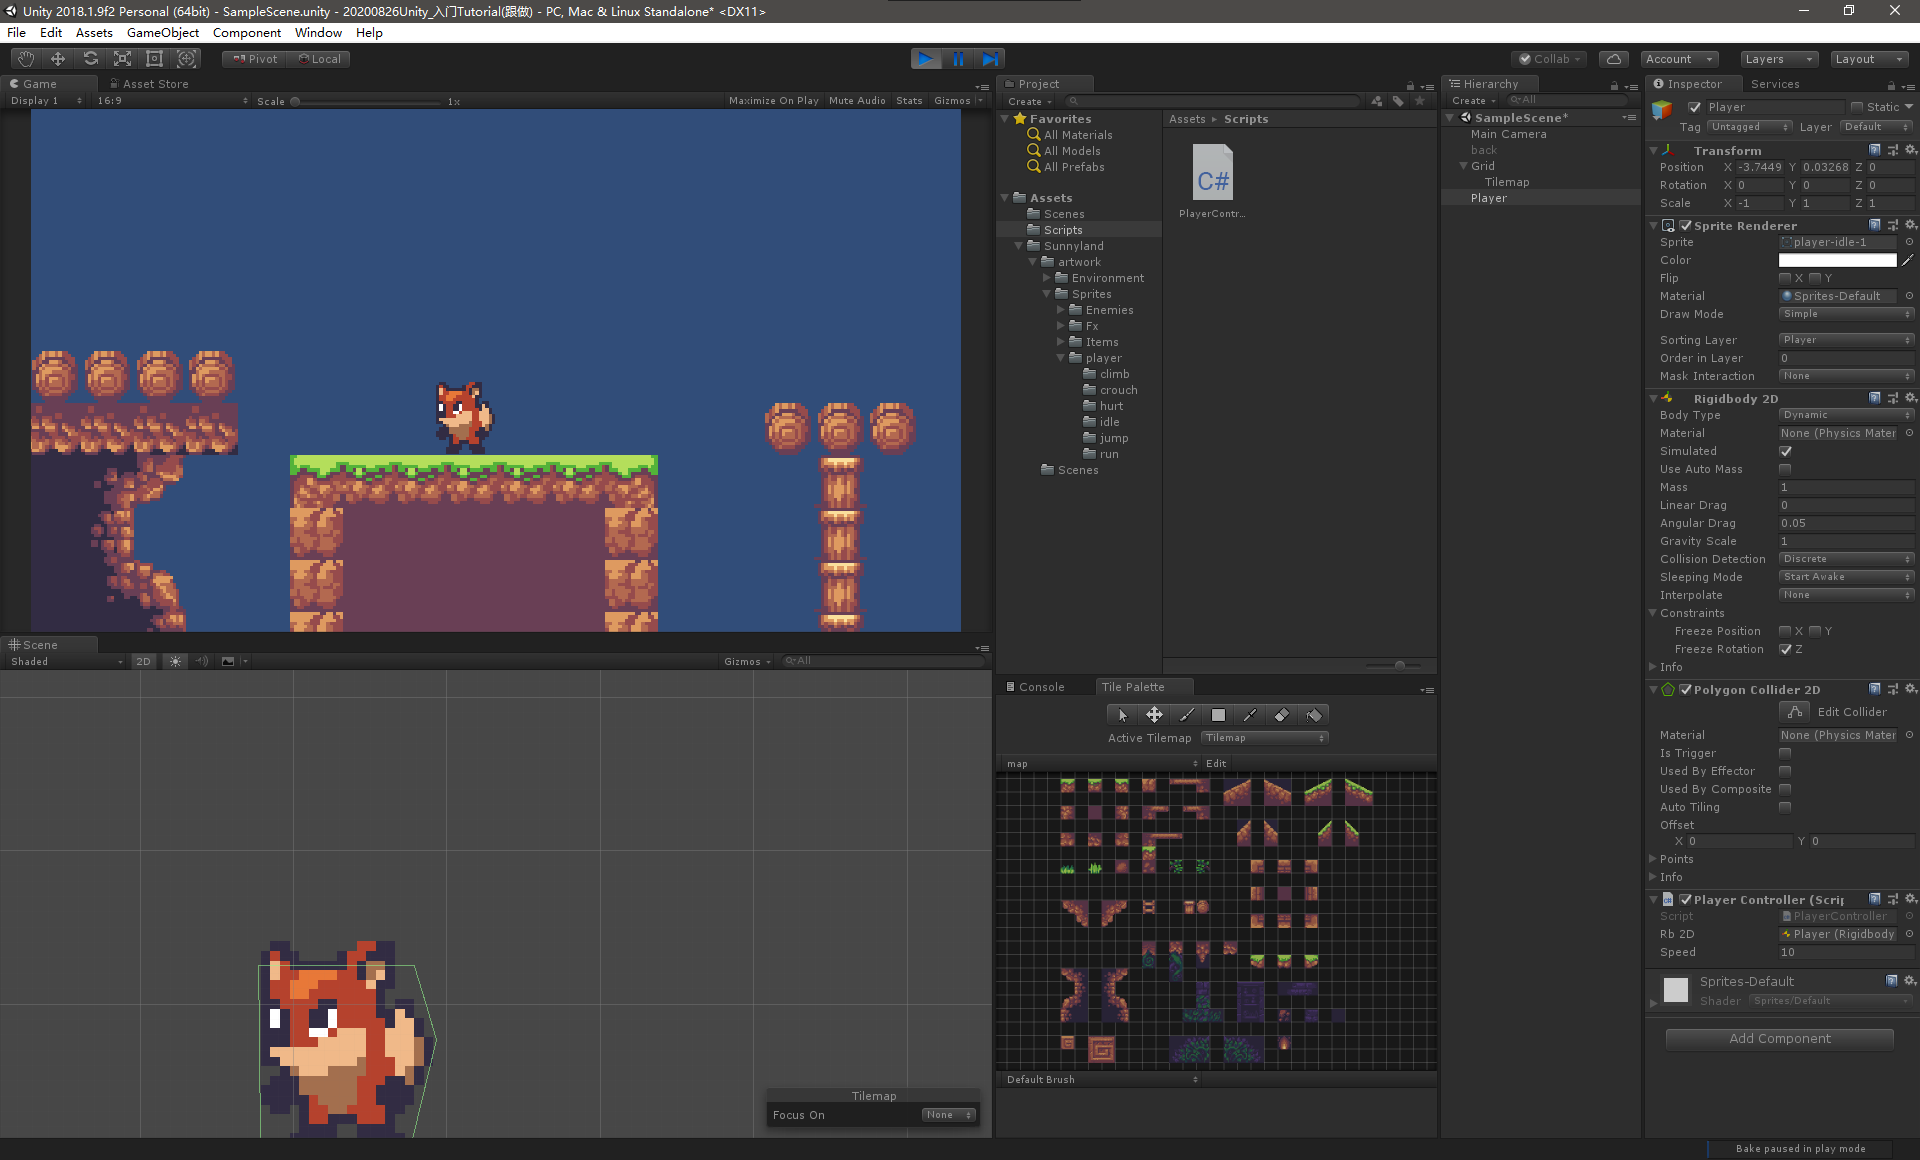 Unity 2018.1.9f2 Personal (64bit) - SampleScene.unity - 20200826Unity_入门Tutorial(跟做) - PC, Mac & Linux Standalone* <DX11>
File Edit Assets GameObject Component Window Help
Pivot Local
Collab Account Layers Layout
Game Asset Store
Display 1 16:9 Scale 1x Maximize On Play Mute Audio Stats Gizmos
Scene
Shaded 2D Gizmos All
Tilemap
Focus On None
Project
Create
Favorites
All Materials
All Models
All Prefabs
Assets
Scenes
Scripts
Sunnyland
artwork
Environment
Sprites
Enemies
Fx
Items
player
climb
crouch
hurt
idle
jump
run
Scenes
Assets Scripts
C#
PlayerContr...
Console Tile Palette
Active Tilemap Tilemap
map Edit
Default Brush
Hierarchy
Create All
SampleScene*
Main Camera
back
Grid
Tilemap
Player
Inspector Services
Player Static
Tag Untagged Layer Default
Transform
Position X -3.7449 Y 0.03268 Z 0
Rotation X 0 Y 0 Z 0
Scale X -1 Y 1 Z 1
Sprite Renderer
Sprite player-idle-1
Color
Flip X Y
Material Sprites-Default
Draw Mode Simple
Sorting Layer Player
Order in Layer 0
Mask Interaction None
Rigidbody 2D
Body Type Dynamic
Material None (Physics Mater
Simulated
Use Auto Mass
Mass 1
Linear Drag 0
Angular Drag 0.05
Gravity Scale 1
Collision Detection Discrete
Sleeping Mode Start Awake
Interpolate None
Constraints
Freeze Position X Y
Freeze Rotation Z
Info
Polygon Collider 2D
Edit Collider
Material None (Physics Mater
Is Trigger
Used By Effector
Used By Composite
Auto Tiling
Offset
X 0 Y 0
Points
Info
Player Controller (Scrip
Script PlayerController
Rb 2D Player (Rigidbody
Speed 10
Sprites-Default
Shader Sprites/Default
Add Component
Bake paused in play mode